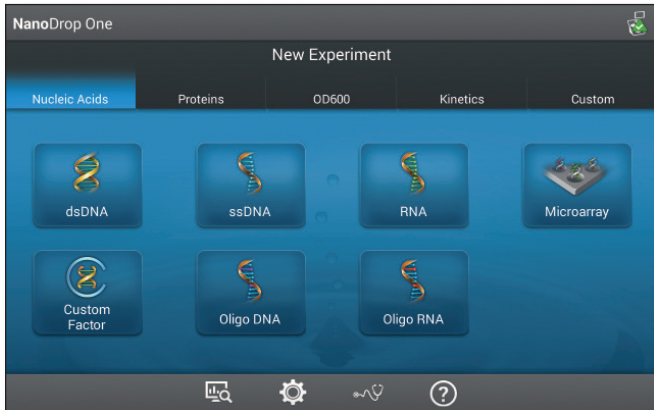 NanoDrop One
New Experiment
Nucleic Acids Proteins OD600 Kinetics Custom
dsDNA ssDNA RNA Microarray
Custom
Factor Oligo DNA Oligo RNA
?